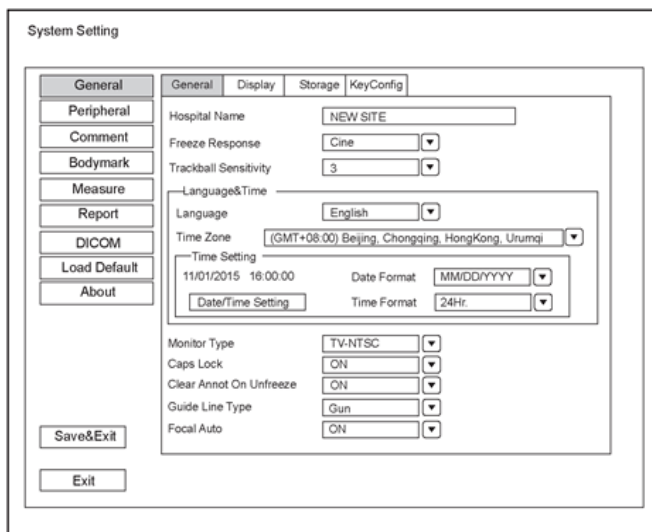 System Setting
General
Peripheral
Comment
Bodymark
Measure
Report
DICOM
Load Default
About
Save&Exit
Exit
General Display Storage KeyConfig
Hospital Name NEW SITE
Freeze Response Cine
Trackball Sensitivity 3
Language&Time
Language English
Time Zone (GMT+08:00) Beijing, Chongqing, HongKong, Urumqi
Time Setting
11/01/2015 16:00:00 Date Format MM/DD/YYYY
Date/Time Setting Time Format 24Hr.
Monitor Type TV-NTSC
Caps Lock ON
Clear Annot On Unfreeze ON
Guide Line Type Gun
Focal Auto ON